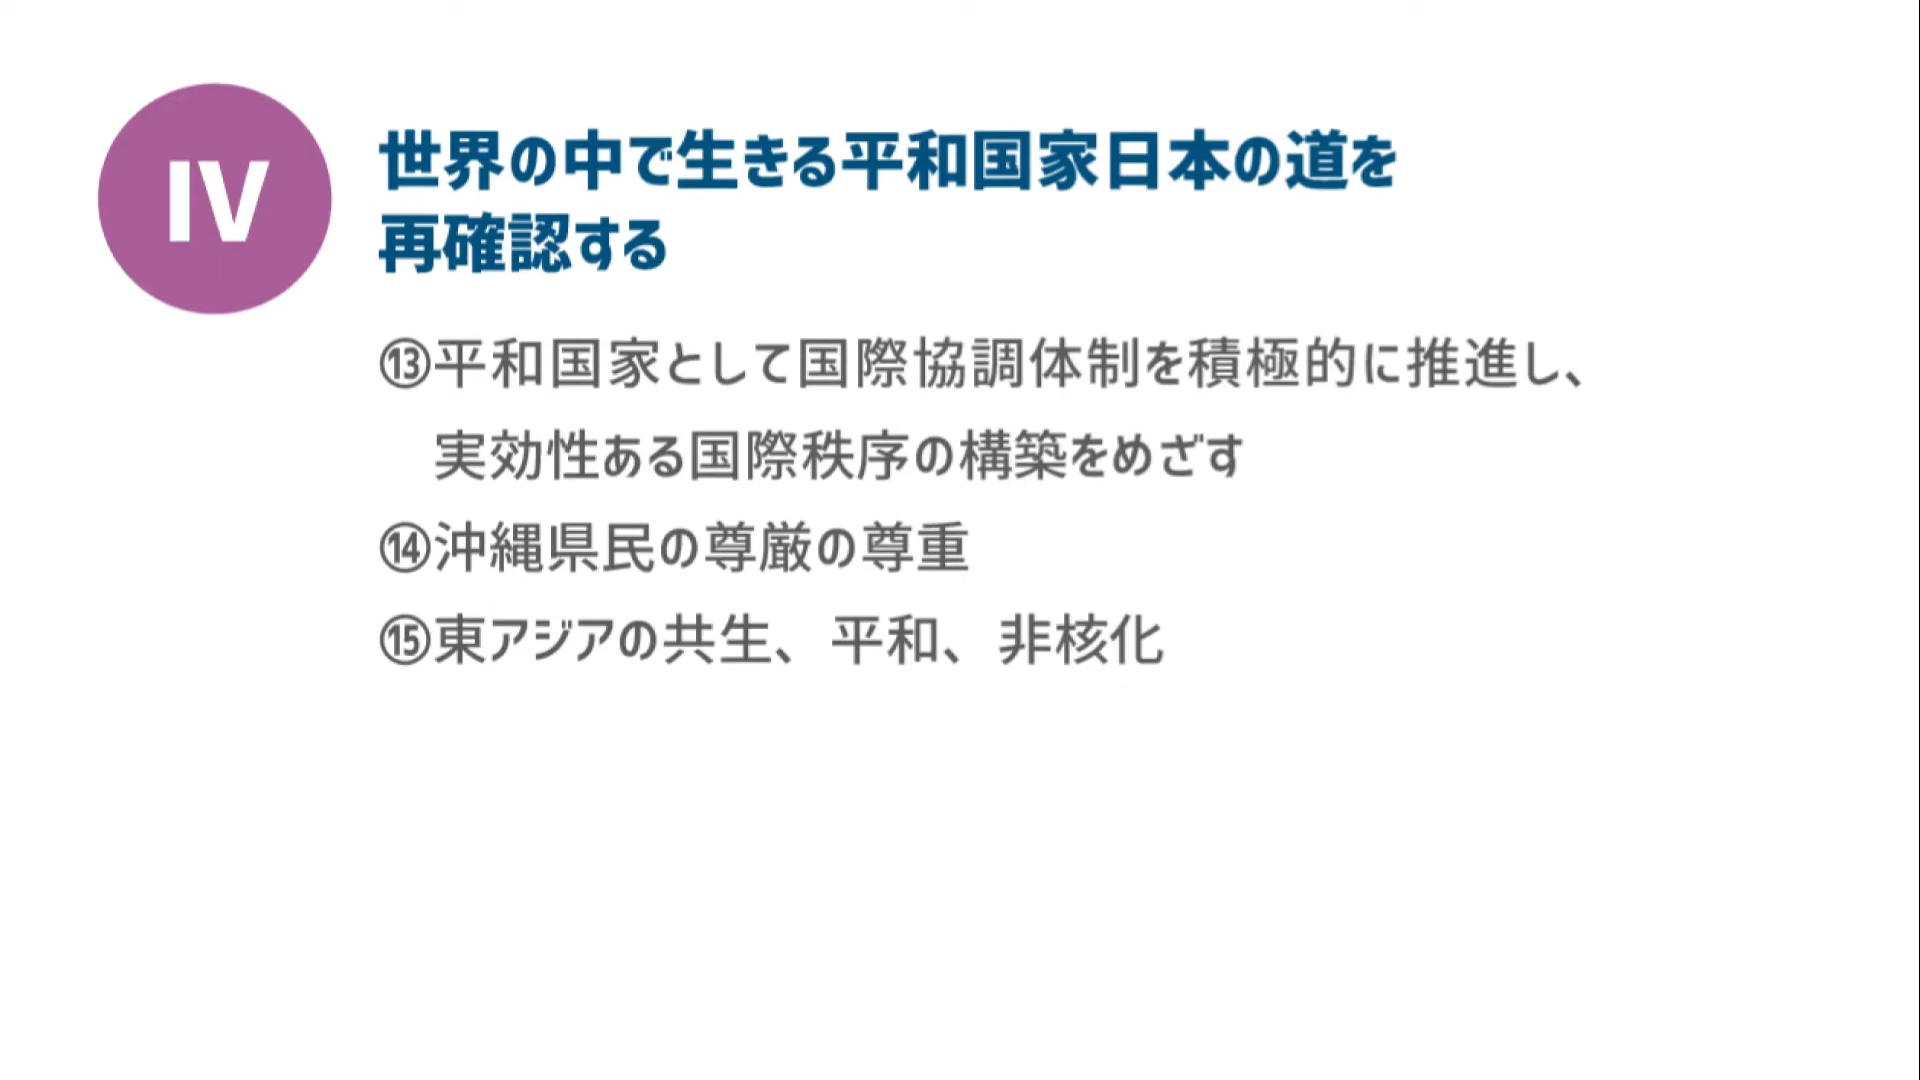 IV
世界の中で生きる平和国家日本の道を
再確認する
⑬平和国家として国際協調体制を積極的に推進し、
実効性ある国際秩序の構築をめざす
⑭沖縄県民の尊厳の尊重
⑮東アジアの共生、平和、非核化